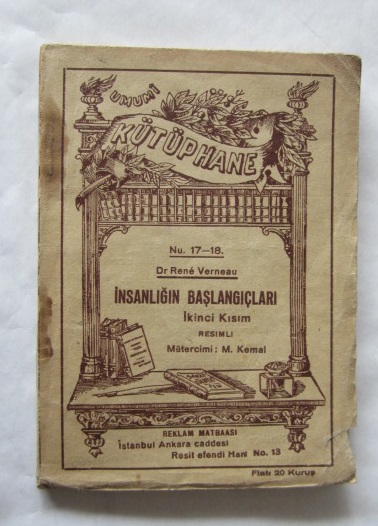 UMUMÎ
KÜTÜPHANE
Nu. 17—18.
Dr René Verneau
İNSANLIĞIN BAŞLANGIÇLARI
İkinci Kısım
RESİMLİ
Mütercimi: M. Kemal
REKLAM MATBAASI
İstanbul Ankara caddesi
Reşit efendi Hanı No. 13
Fiatı 20 Kuruş